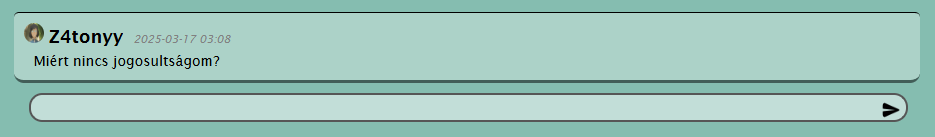 Z4tonyy 2025-03-17 03:08
Miért nincs jogosultságom?